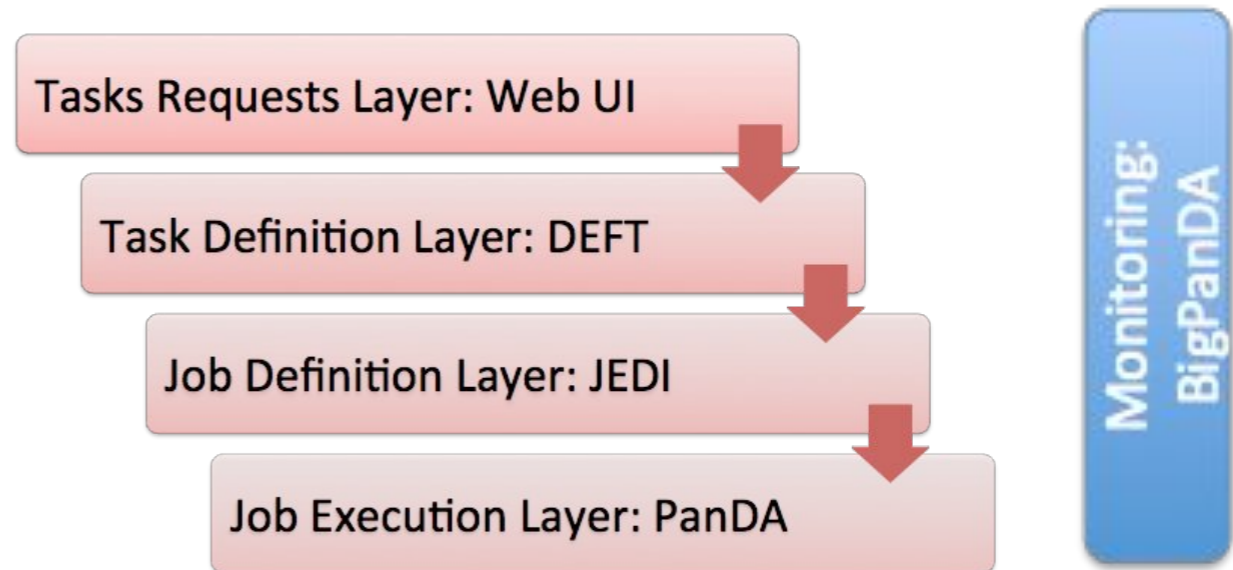 Tasks Requests Layer: Web UI
Task Definition Layer: DEFT
Job Definition Layer: JEDI
Job Execution Layer: PanDA
Monitoring:
BigPanDA